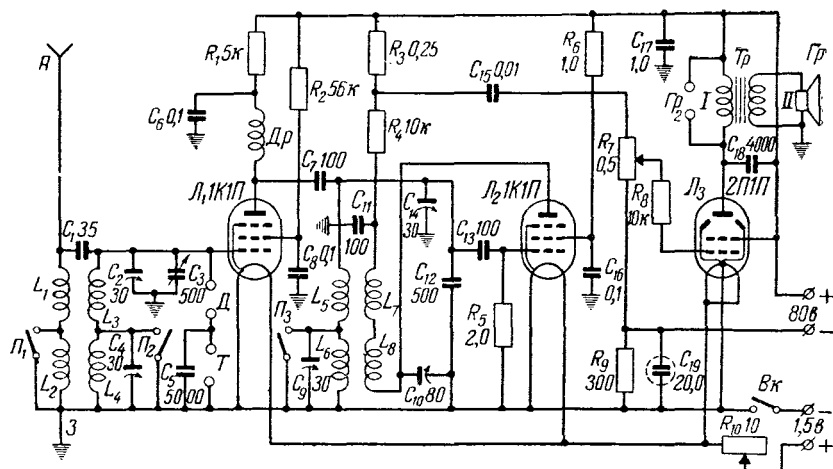 А
З
C₁ 35
L₁
L₂
П₁
L₃
L₄
C₂
30
C₃
500
C₄
30
П₂
C₅
5000
Д
Т
R₁ 5к
R₂ 56к
C₆ 0,1
Др
C₇ 100
Л₁ 1К1П
C₈ 0,1
П₃
C₉
30
L₅
L₆
R₃ 0,25
R₄ 10к
C₁₁
100
L₇
L₈
C₁₀ 80
C₁₂
500
C₁₄
30
C₁₃ 100
R₅
2,0
Л₂ 1К1П
C₁₅ 0,01
R₆
1,0
C₁₆
0,1
C₁₇
1,0
R₇
0,5
R₈
10к
R₉
300
C₁₉
20,0
Гр₂
I
Тр
II
Гр
C₁₈ 4000
2П1П
Л₃
+
80в
−
Вк
−
1,5в
+
R₁₀ 10